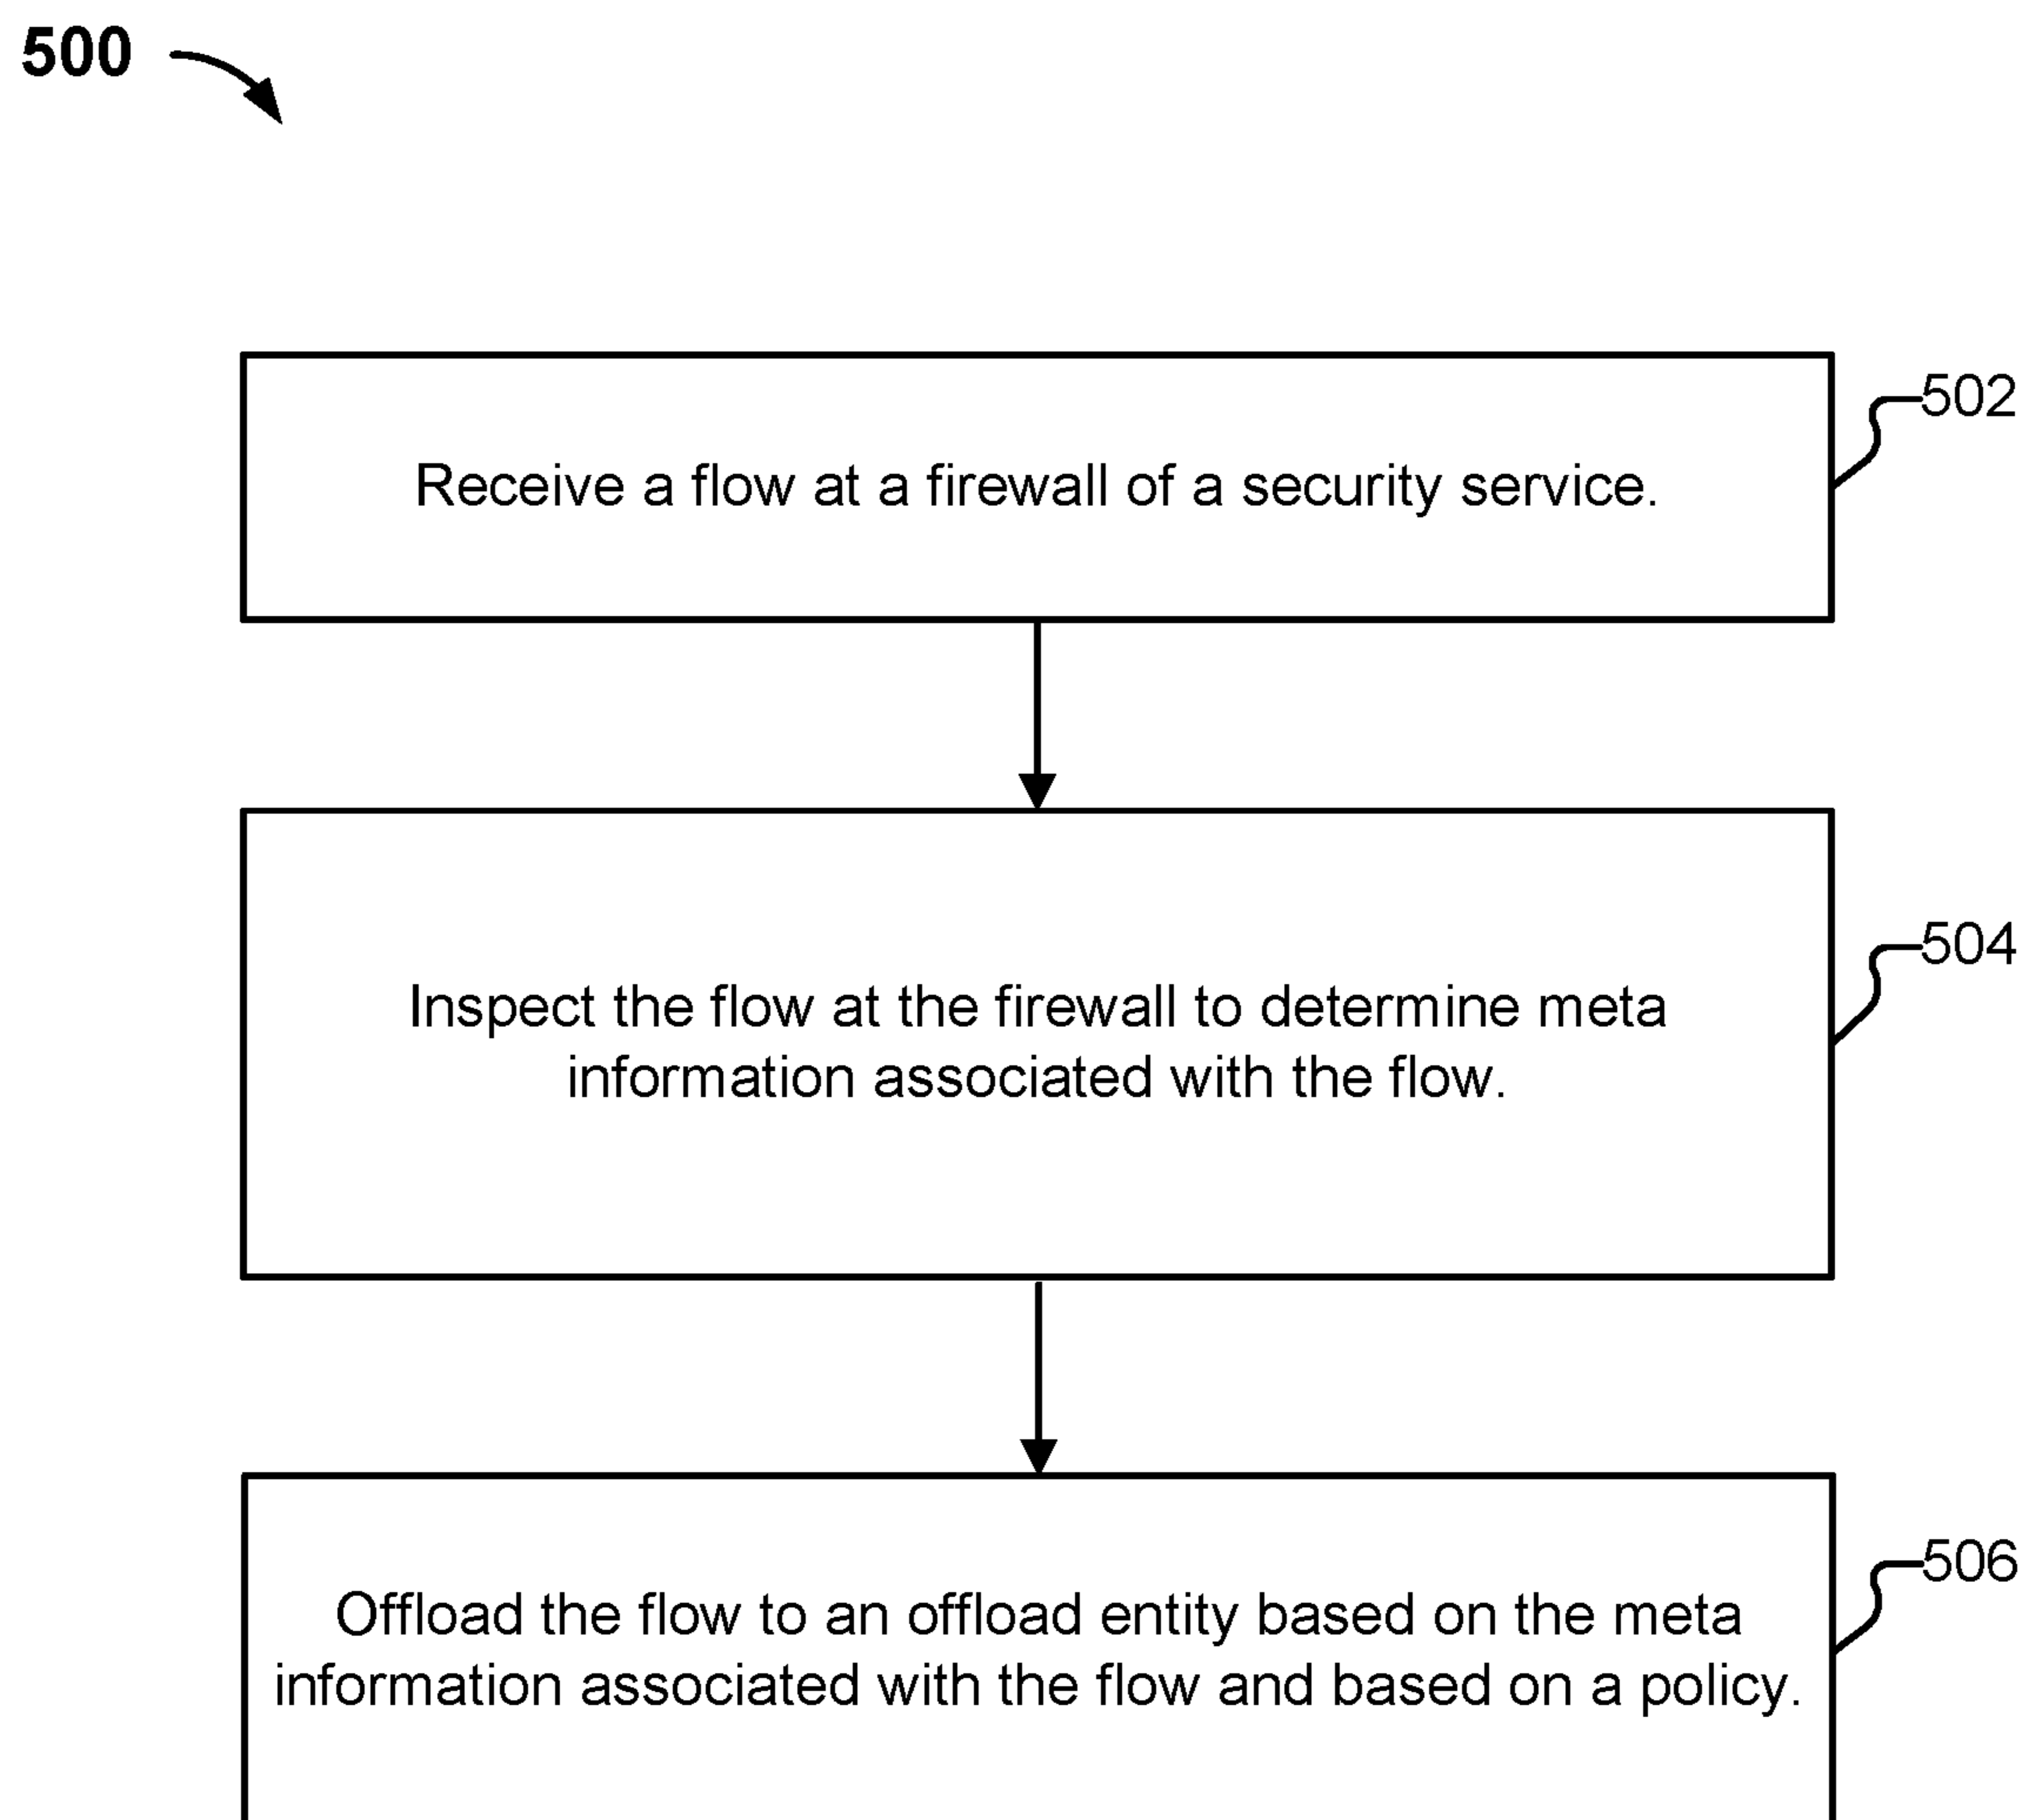 500
502
Receive a flow at a firewall of a security service.
504
Inspect the flow at the firewall to determine meta
information associated with the flow.
506
Offload the flow to an offload entity based on the meta
information associated with the flow and based on a policy.